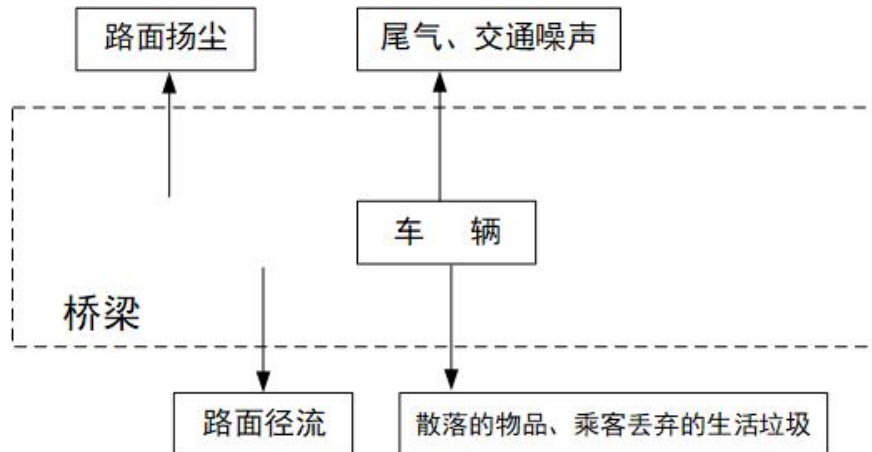 路面扬尘
尾气、交通噪声
车 辆
桥梁
路面径流
散落的物品、乘客丢弃的生活垃圾